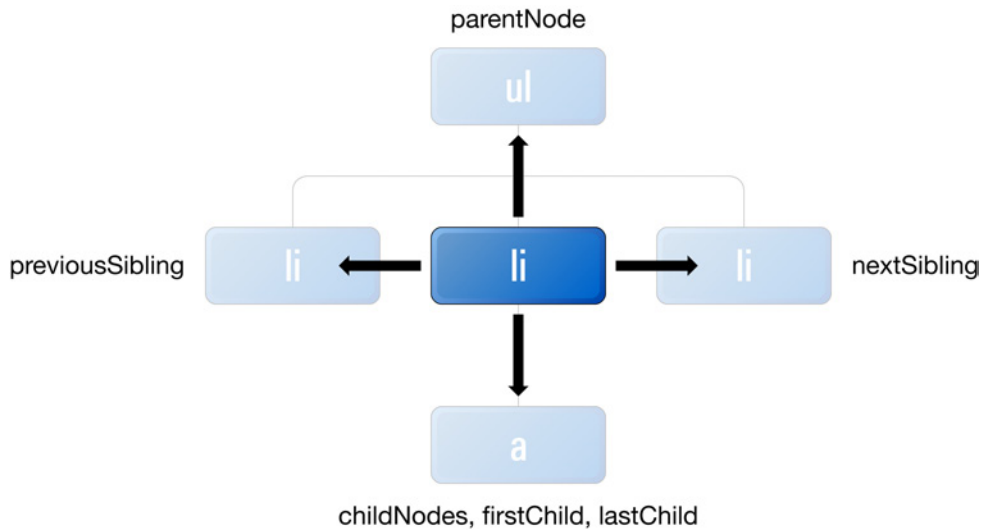 parentNode
ul
previousSibling
li
li
li
nextSibling
a
childNodes, firstChild, lastChild